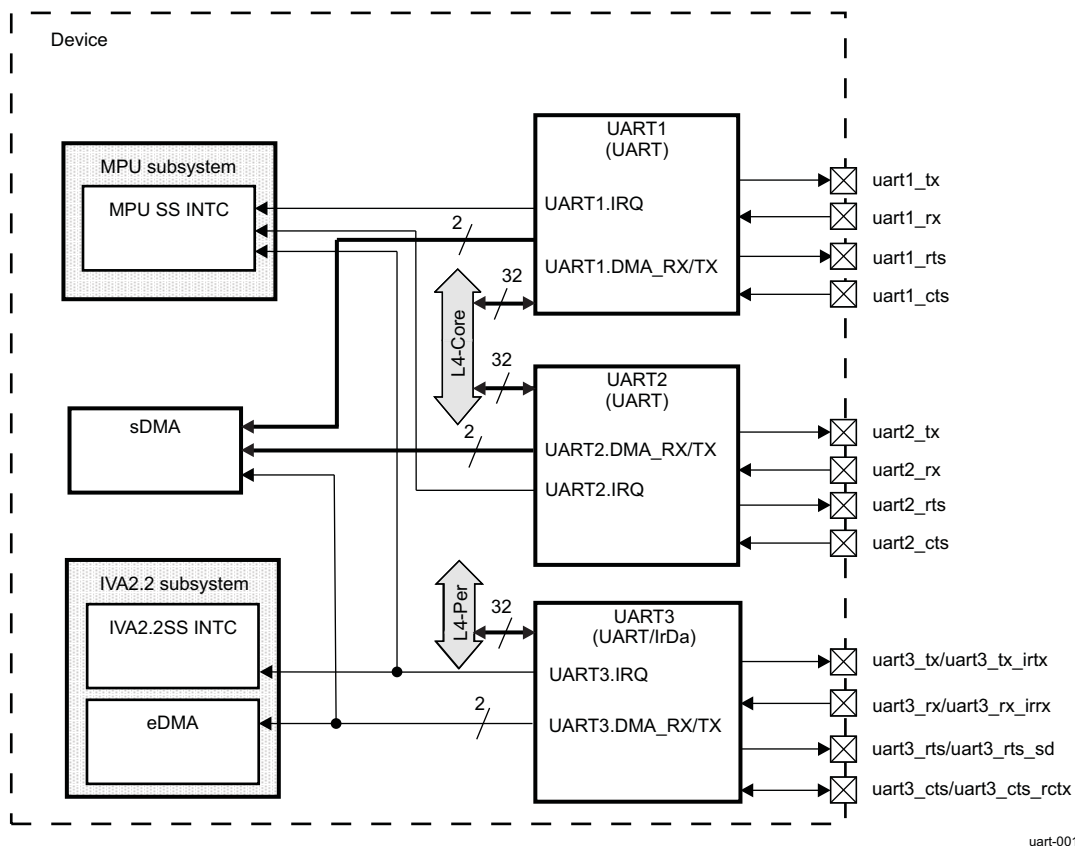 Device
UART1
(UART)
MPU subsystem
MPU SS INTC
UART1.IRQ
2
UART1.DMA_RX/TX
32
uart1_tx
uart1_rx
uart1_rts
uart1_cts
L4-Core
32
UART2
(UART)
sDMA
2
UART2.DMA_RX/TX
UART2.IRQ
uart2_tx
uart2_rx
uart2_rts
uart2_cts
IVA2.2 subsystem
IVA2.2SS INTC
eDMA
L4-Per
32
UART3
(UART/IrDa)
UART3.IRQ
2
UART3.DMA_RX/TX
uart3_tx/uart3_tx_irtx
uart3_rx/uart3_rx_irrx
uart3_rts/uart3_rts_sd
uart3_cts/uart3_cts_rctx
uart-001